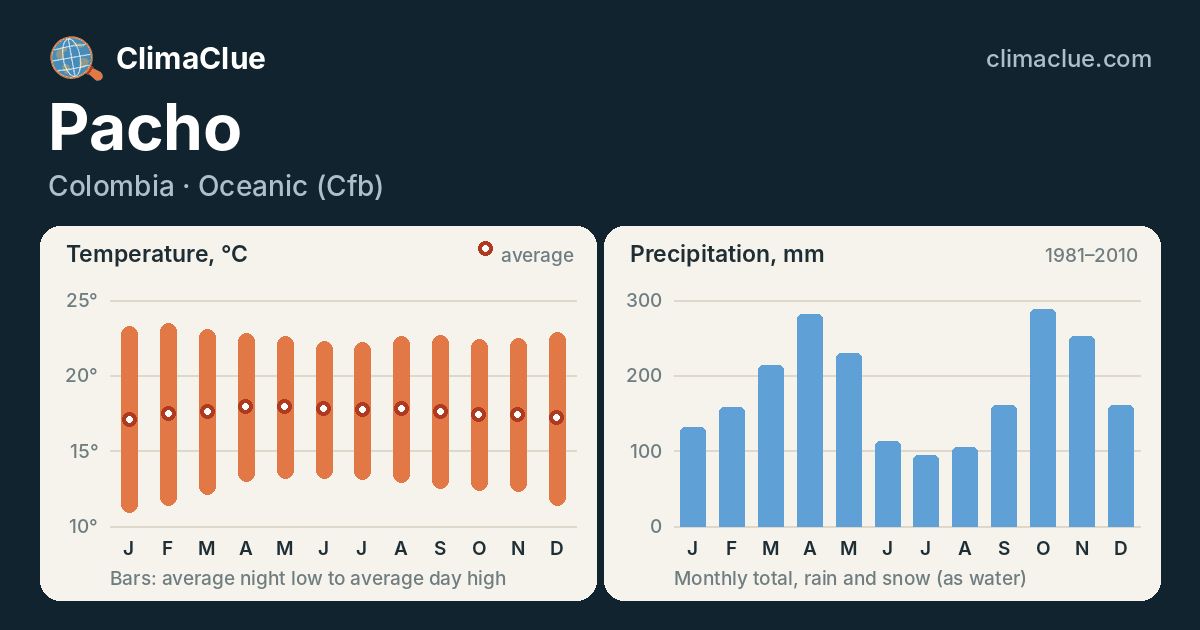 ClimaClue
climaclue.com
Pacho
Colombia · Oceanic (Cfb)
Temperature, °C
average
25°
20°
15°
10°
J F M A M J J A S O N D
Bars: average night low to average day high
Precipitation, mm
1981–2010
300
200
100
0
J F M A M J J A S O N D
Monthly total, rain and snow (as water)